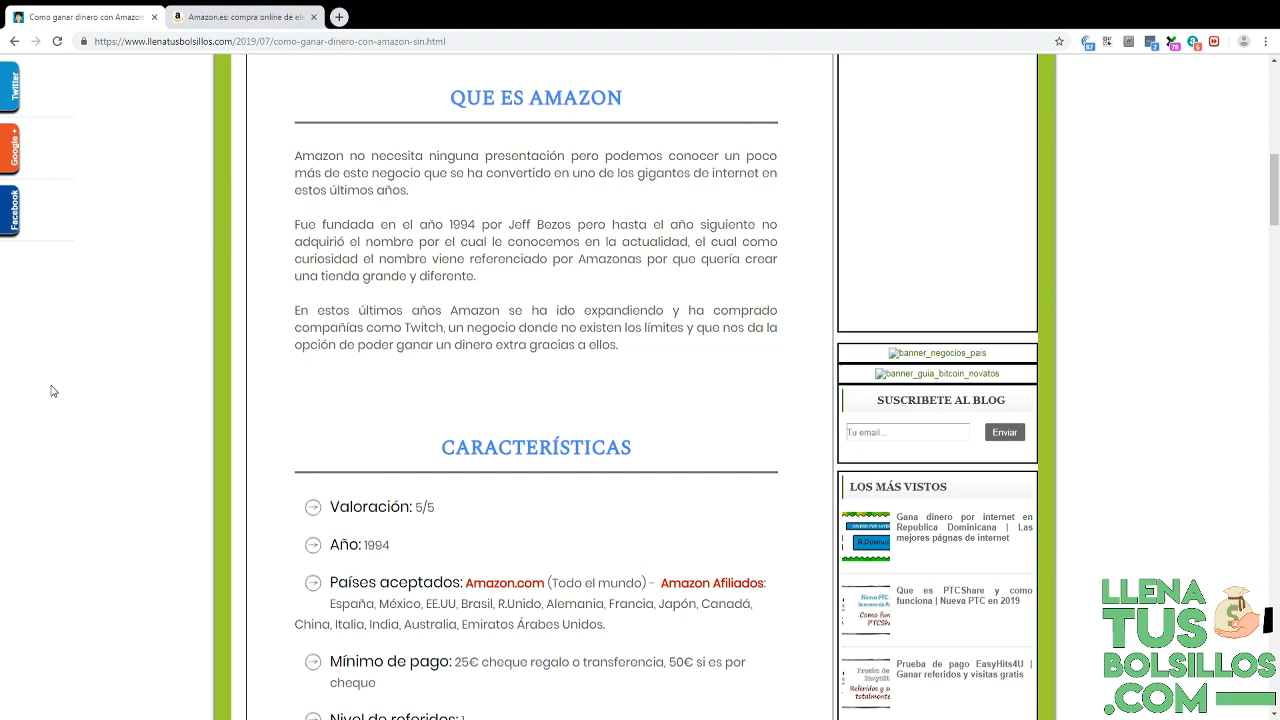 Como ganar dinero con Amazon
Amazon.es: compra online de ele
https://www.llenatusbolsillos.com/2019/07/como-ganar-dinero-con-amazon-sin.html
Twitter
Google +
Facebook
QUE ES AMAZON
Amazon no necesita ninguna presentación pero podemos conocer un poco
más de este negocio que se ha convertido en uno de los gigantes de internet en
estos últimos años.
Fue fundada en el año 1994 por Jeff Bezos pero hasta el año siguiente no
adquirió el nombre por el cual le conocemos en la actualidad, el cual como
curiosidad el nombre viene referenciado por Amazonas por que quería crear
una tienda grande y diferente.
En estos últimos años Amazon se ha ido expandiendo y ha comprado
compañías como Twitch, un negocio donde no existen los límites y que nos da la
opción de poder ganar un dinero extra gracias a ellos.
CARACTERÍSTICAS
Valoración: 5/5
Año: 1994
Países aceptados: Amazon.com (Todo el mundo) - Amazon Afiliados:
España, México, EE.UU, Brasil, R.Unido, Alemania, Francia, Japón, Canadá,
China, Italia, India, Australia, Emiratos Árabes Unidos.
Mínimo de pago: 25€ cheque regalo o transferencia, 50€ si es por
cheque
Nivel de referidos: 1
banner_negocios_pais
banner_guia_bitcoin_novatos
SUSCRIBETE AL BLOG
Tu email...
Enviar
LOS MÁS VISTOS
Gana dinero por internet en
Republica Dominicana | Las
mejores págnas de internet
Que es PTCShare y como
funciona | Nueva PTC en 2019
Prueba de pago EasyHits4U |
Ganar referidos y visitas gratis
LLENA
TUS
BOLSILLOS
.COM